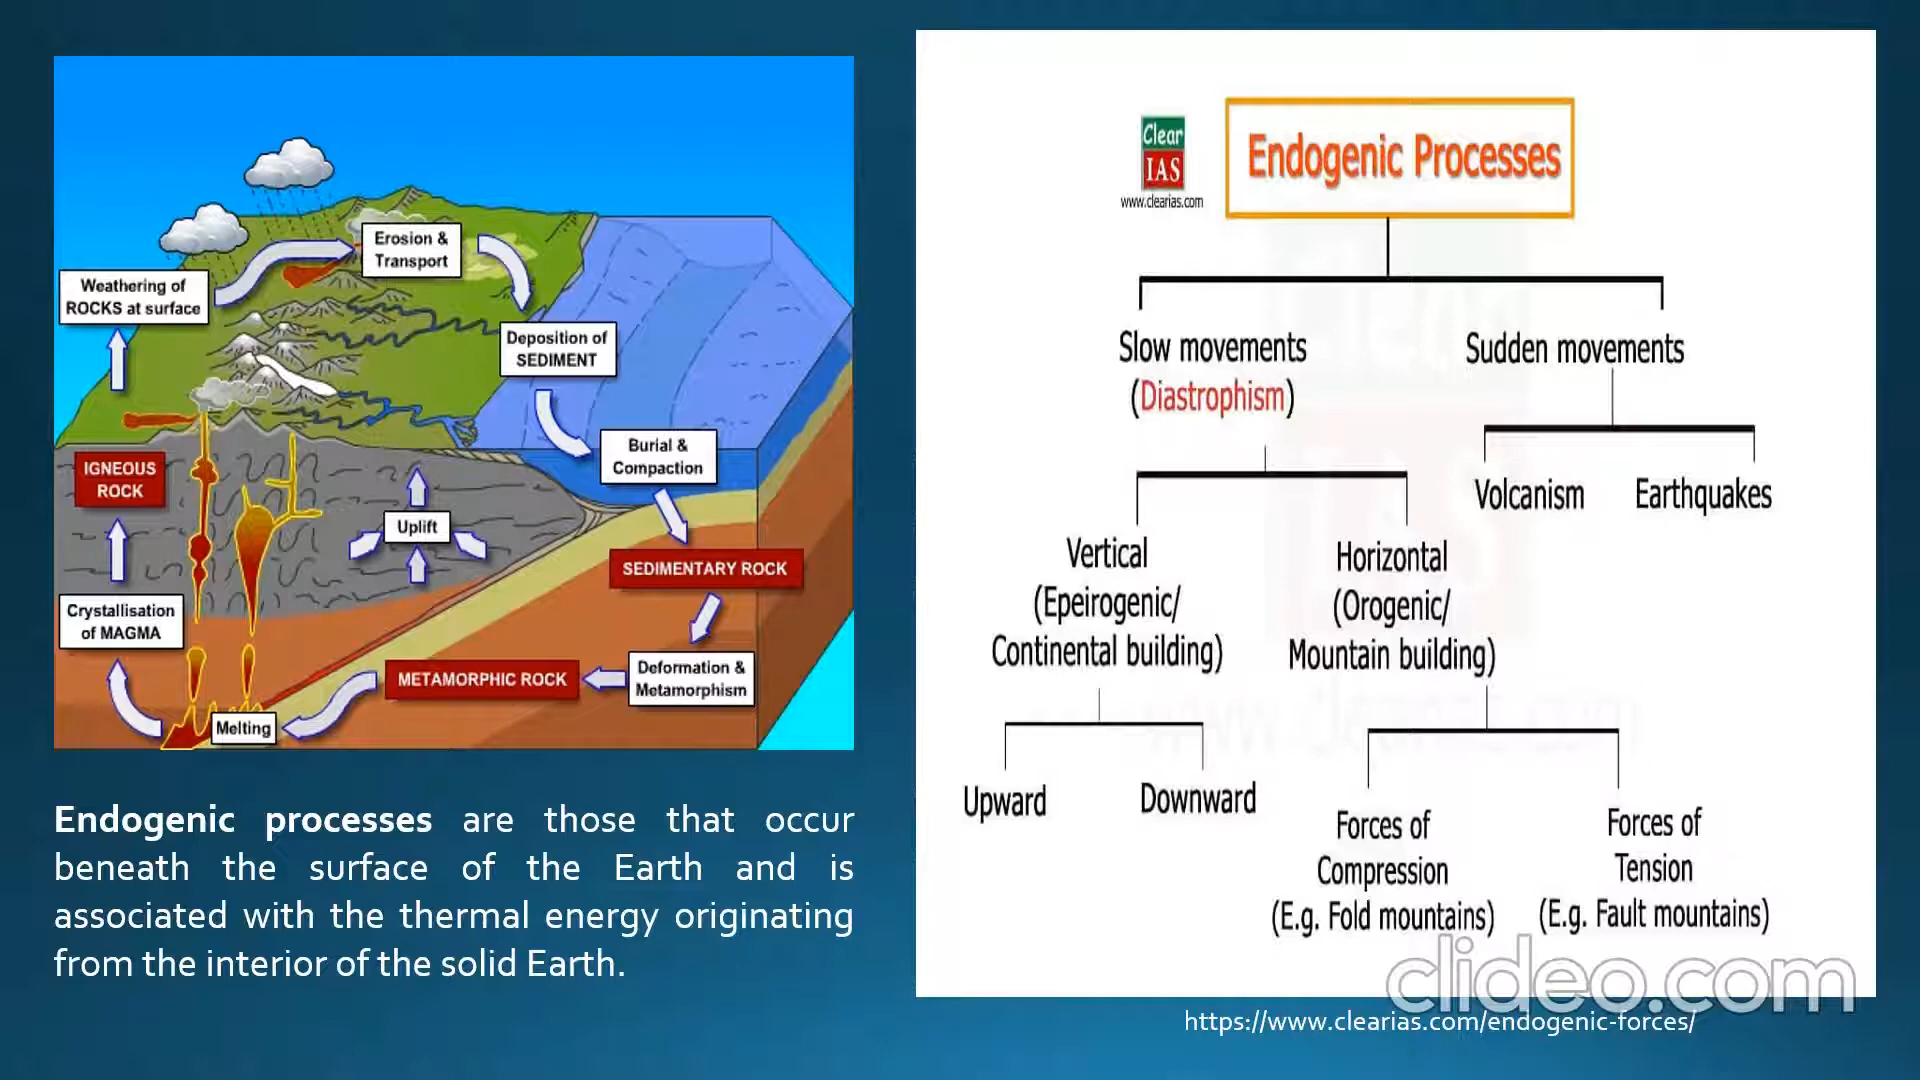 Weathering of
ROCKS at surface
Erosion &
Transport
Deposition of
SEDIMENT
Burial &
Compaction
IGNEOUS
ROCK
Uplift
SEDIMENTARY ROCK
Crystallisation
of MAGMA
METAMORPHIC ROCK
Deformation &
Metamorphism
Melting
Endogenic processes are those that occur
beneath the surface of the Earth and is
associated with the thermal energy originating
from the interior of the solid Earth.
Clear
IAS
www.clearias.com
Endogenic Processes
Slow movements
(Diastrophism)
Sudden movements
Volcanism
Earthquakes
Vertical
(Epeirogenic/
Continental building)
Horizontal
(Orogenic/
Mountain building)
Upward
Downward
Forces of
Compression
(E.g. Fold mountains)
Forces of
Tension
(E.g. Fault mountains)
clideo.com
https://www.clearias.com/endogenic-forces/